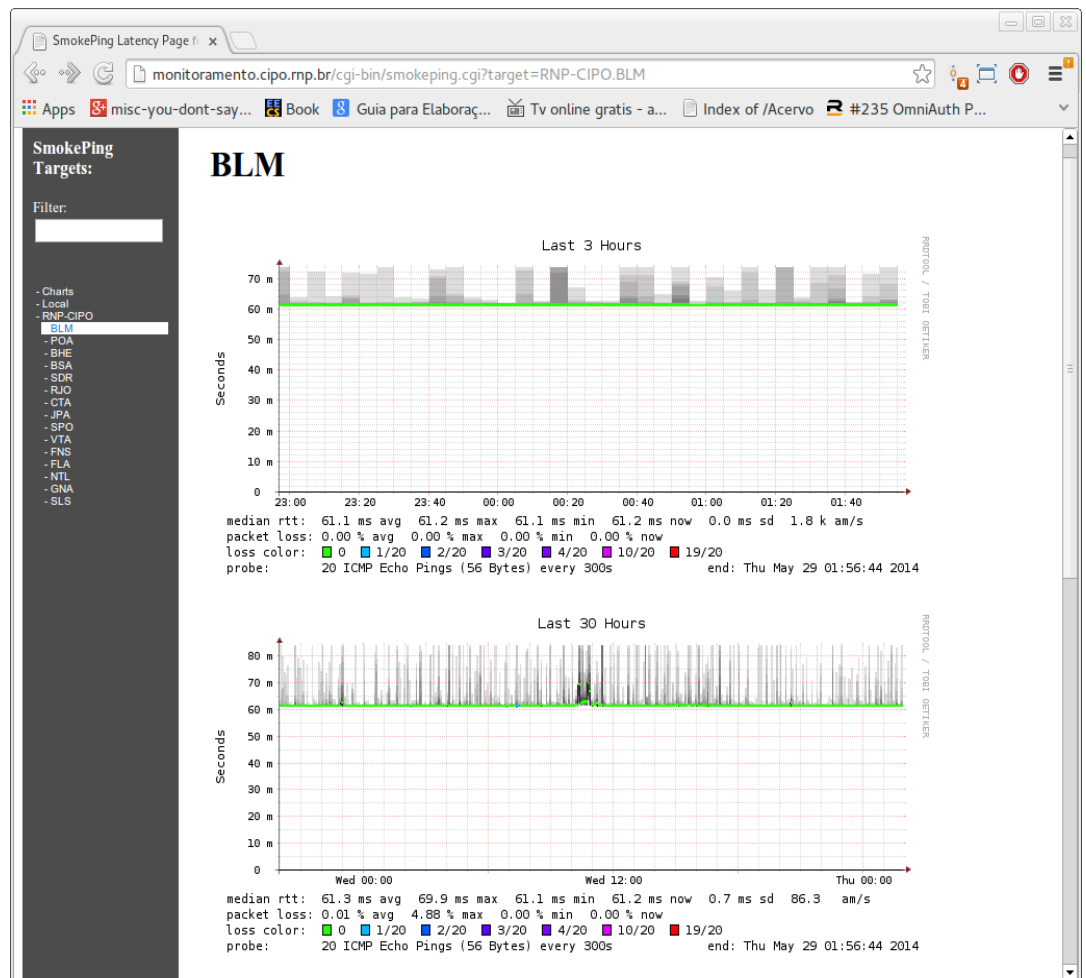 SmokePing Latency Page f
monitoramento.cipo.rnp.br/cgi-bin/smokeping.cgi?target=RNP-CIPO.BLM
4
Apps misc-you-dont-say... Book Guia para Elaboraç... Tv online gratis - a... Index of /Acervo #235 OmniAuth P...
SmokePing
Targets:
Filter:
- Charts
- Local
- RNP-CIPO
BLM
- POA
- BHE
- BSA
- SDR
- RJO
- CTA
- JPA
- SPO
- VTA
- FNS
- FLA
- NTL
- GNA
- SLS
BLM
Last 3 Hours
RRDTOOL / TOBI OETIKER
Seconds
70 m
60 m
50 m
40 m
30 m
20 m
10 m
0
23:00 23:20 23:40 00:00 00:20 00:40 01:00 01:20 01:40
median rtt: 61.1 ms avg 61.2 ms max 61.1 ms min 61.2 ms now 0.0 ms sd 1.8 k am/s
packet loss: 0.00 % avg 0.00 % max 0.00 % min 0.00 % now
loss color: 0 1/20 2/20 3/20 4/20 10/20 19/20
probe: 20 ICMP Echo Pings (56 Bytes) every 300s end: Thu May 29 01:56:44 2014
Last 30 Hours
RRDTOOL / TOBI OETIKER
Seconds
80 m
70 m
60 m
50 m
40 m
30 m
20 m
10 m
0
Wed 00:00 Wed 12:00 Thu 00:00
median rtt: 61.3 ms avg 69.9 ms max 61.1 ms min 61.2 ms now 0.7 ms sd 86.3 am/s
packet loss: 0.01 % avg 4.88 % max 0.00 % min 0.00 % now
loss color: 0 1/20 2/20 3/20 4/20 10/20 19/20
probe: 20 ICMP Echo Pings (56 Bytes) every 300s end: Thu May 29 01:56:44 2014